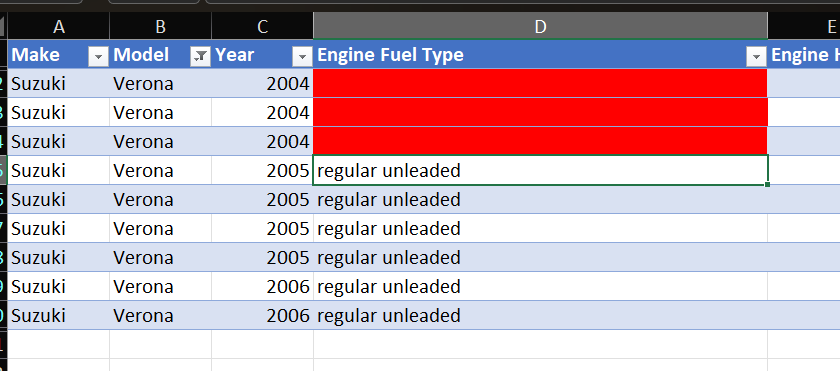 A B C D E
Make Model Year Engine Fuel Type Engine H
Suzuki Verona 2004
Suzuki Verona 2004
Suzuki Verona 2004
Suzuki Verona 2005 regular unleaded
Suzuki Verona 2005 regular unleaded
Suzuki Verona 2005 regular unleaded
Suzuki Verona 2005 regular unleaded
Suzuki Verona 2006 regular unleaded
Suzuki Verona 2006 regular unleaded